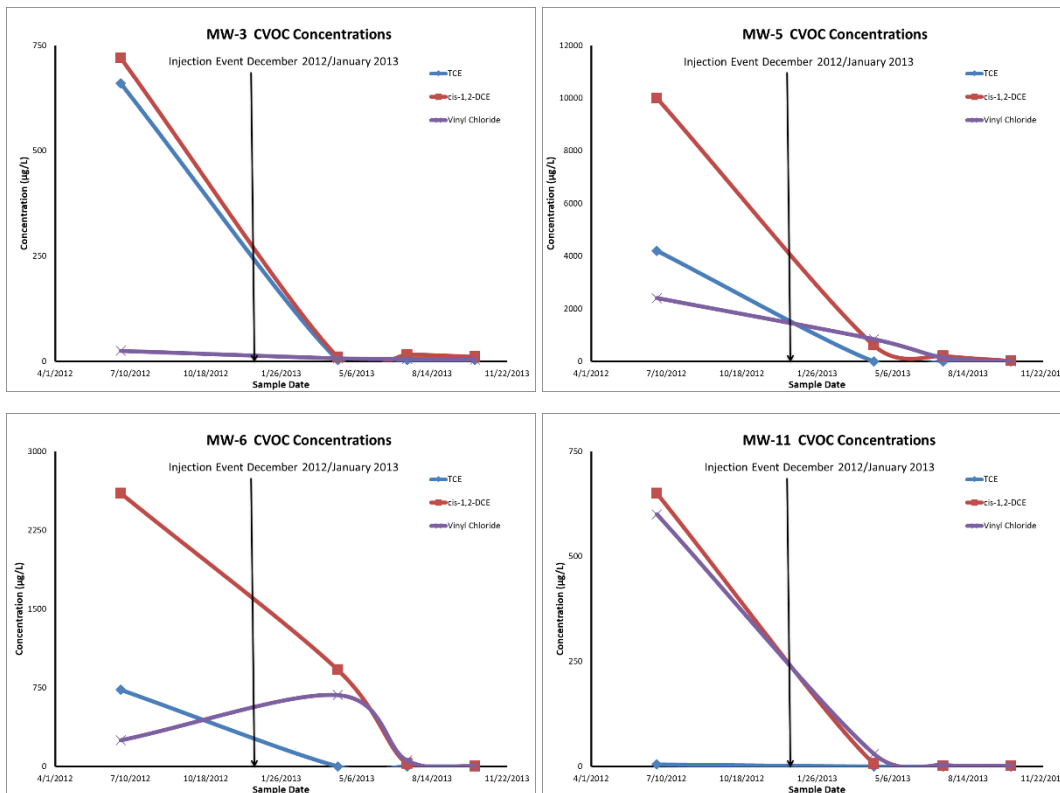 MW-3 CVOC Concentrations
Injection Event December 2012/January 2013
TCE
cis-1,2-DCE
Vinyl Chloride
Concentration (µg/L)
750
500
250
0
4/1/2012 7/10/2012 10/18/2012 1/26/2013 5/6/2013 8/14/2013 11/22/2013
Sample Date
MW-5 CVOC Concentrations
Injection Event December 2012/January 2013
TCE
cis-1,2-DCE
Vinyl Chloride
Concentration (µg/L)
12000
10000
8000
6000
4000
2000
0
4/1/2012 7/10/2012 10/18/2012 1/26/2013 5/6/2013 8/14/2013 11/22/201
Sample Date
MW-6 CVOC Concentrations
Injection Event December 2012/January 2013
TCE
cis-1,2-DCE
Vinyl Chloride
Concentration (µg/L)
3000
2250
1500
750
0
4/1/2012 7/10/2012 10/18/2012 1/26/2013 5/6/2013 8/14/2013 11/22/2013
Sample Date
MW-11 CVOC Concentrations
Injection Event December 2012/January 2013
TCE
cis-1,2-DCE
Vinyl Chloride
Concentration (µg/L)
750
500
250
0
4/1/2012 7/10/2012 10/18/2012 1/26/2013 5/6/2013 8/14/2013 11/22/2013
Sample Date